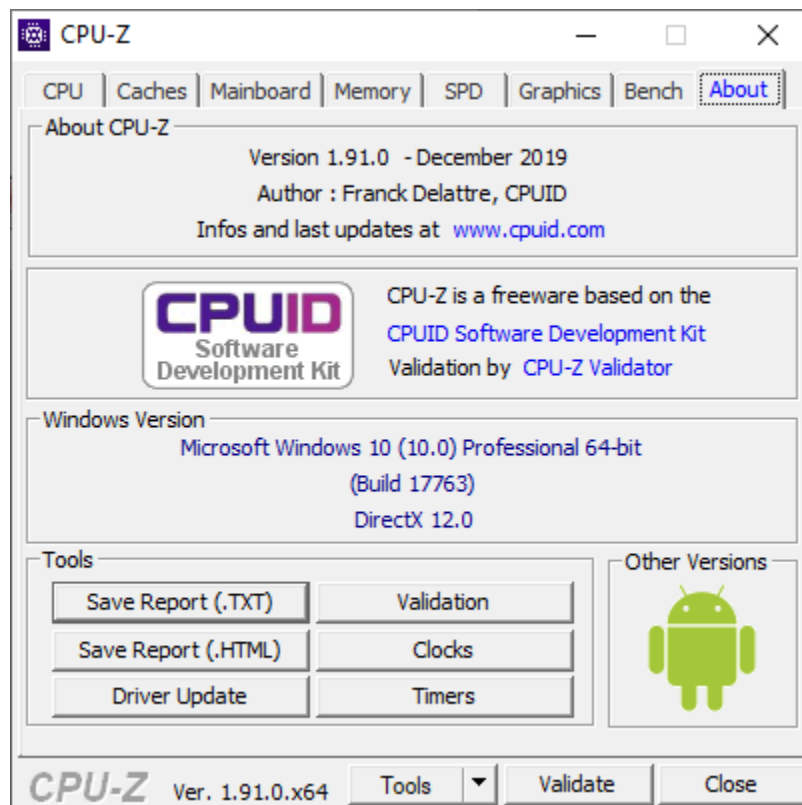 CPU-Z
CPU Caches Mainboard Memory SPD Graphics Bench About
About CPU-Z
Version 1.91.0 - December 2019
Author : Franck Delattre, CPUID
Infos and last updates at www.cpuid.com
CPUID
Software
Development Kit
CPU-Z is a freeware based on the
CPUID Software Development Kit
Validation by CPU-Z Validator
Windows Version
Microsoft Windows 10 (10.0) Professional 64-bit
(Build 17763)
DirectX 12.0
Tools
Save Report (.TXT) Validation
Save Report (.HTML) Clocks
Driver Update Timers
Other Versions
CPU-Z Ver. 1.91.0.x64 Tools Validate Close